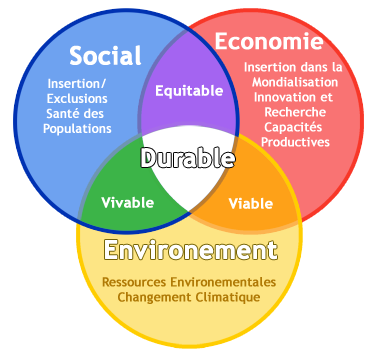 Social
Economie
Insertion/
Exclusions
Santé des
Populations
Equitable
Insertion dans la
Mondialisation
Innovation et
Recherche
Capacités
Productives
Durable
Vivable
Viable
Environement
Ressources Environementales
Changement Climatique